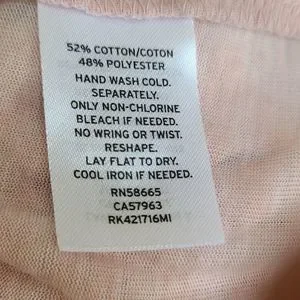 52% COTTON/COTON
48% POLYESTER
HAND WASH COLD.
SEPARATELY.
ONLY NON-CHLORINE
BLEACH IF NEEDED.
NO WRING OR TWIST.
RESHAPE.
LAY FLAT TO DRY.
COOL IRON IF NEEDED.
RN58665
CA57963
RK421716MI